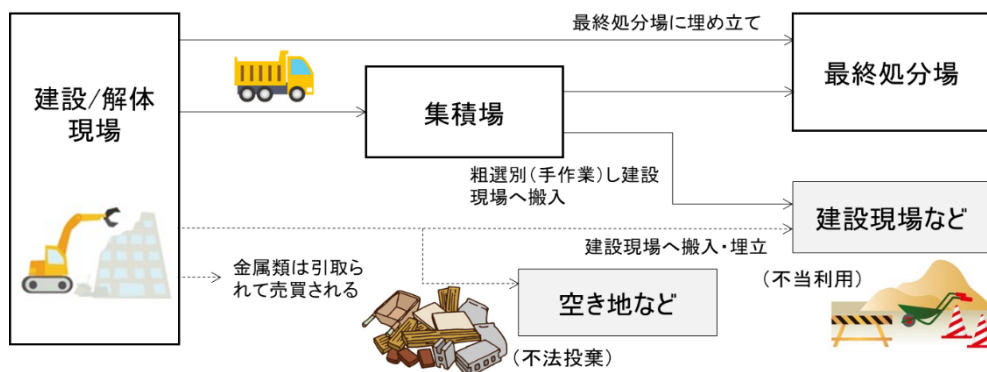 最終処分場に埋め立て
建設/解体
現場
集積場
最終処分場
粗選別(手作業)し建設
現場へ搬入
建設現場など
建設現場へ搬入・埋立
(不当利用)
金属類は引取ら
れて売買される
空き地など
(不法投棄)